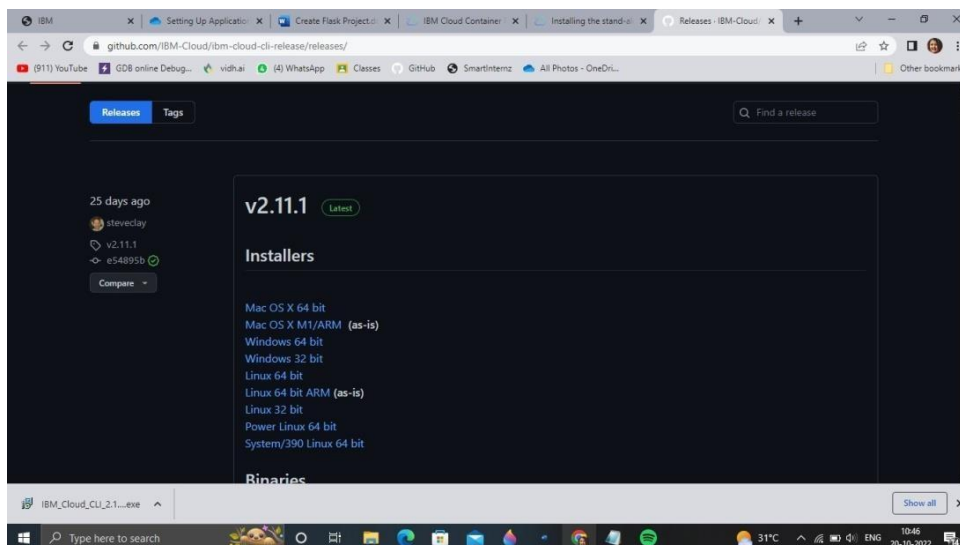 IBM
Setting Up Applicatio
Create Flask Project.d
IBM Cloud Container
Installing the stand-al
Releases · IBM-Cloud/
github.com/IBM-Cloud/ibm-cloud-cli-release/releases/
(911) YouTube
GDB online Debug...
vidh.ai
(4) WhatsApp
Classes
GitHub
Smartinternz
All Photos - OneDri...
Other bookmark
Releases
Tags
Find a release
25 days ago
steveclay
v2.11.1
e54895b
Compare
v2.11.1 Latest
Installers
Mac OS X 64 bit
Mac OS X M1/ARM (as-is)
Windows 64 bit
Windows 32 bit
Linux 64 bit
Linux 64 bit ARM (as-is)
Linux 32 bit
Power Linux 64 bit
System/390 Linux 64 bit
Binaries
IBM_Cloud_CLI_2.1....exe
Show all
Type here to search
31°C
ENG
10:46
20-10-2022